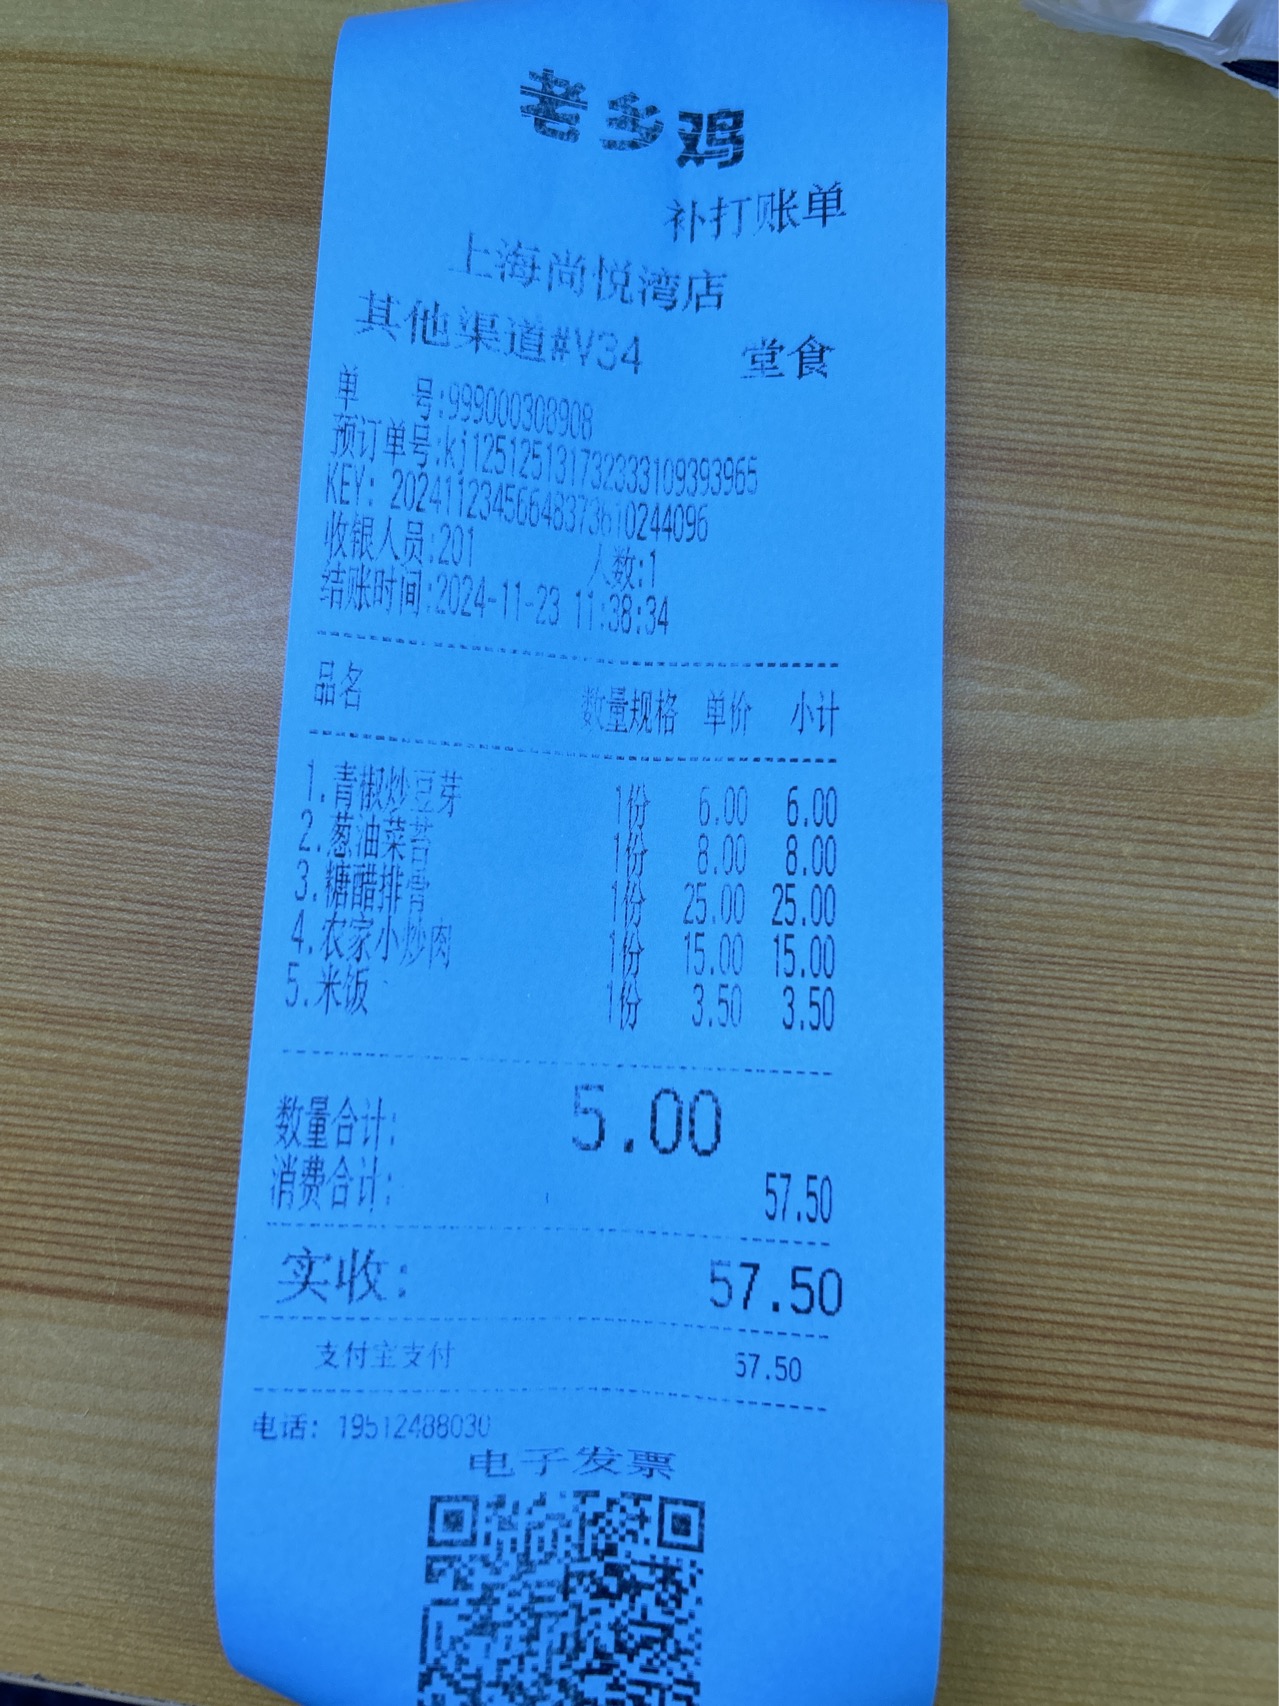 老乡鸡
补打账单
上海尚悦湾店
其他渠道#V34 堂食
单 号:999000308908
预订单号:kj12512513173233310939​3965
KEY: 20241123456648373610244096
收银人员:201 人数:1
结账时间:2024-11-23 11:38:34
品名 数量规格 单价 小计
1.青椒炒豆芽 1份 6.00 6.00
2.葱油菜苔 1份 8.00 8.00
3.糖醋排骨 1份 25.00 25.00
4.农家小炒肉 1份 15.00 15.00
5.米饭 1份 3.50 3.50
数量合计: 5.00
消费合计: 57.50
实收: 57.50
支付宝支付 57.50
电话: 19512488030
电子发票